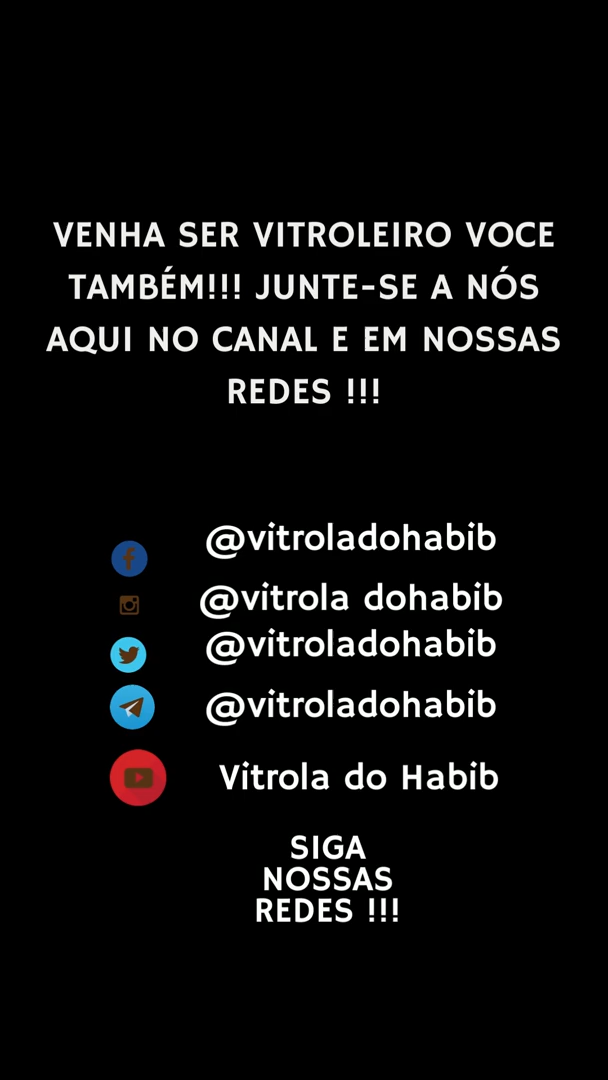 VENHA SER VITROLEIRO VOCE
TAMBÉM!!! JUNTE-SE A NÓS
AQUI NO CANAL E EM NOSSAS
REDES !!!
@vitroladohabib
@vitrola dohabib
@vitroladohabib
@vitroladohabib
Vitrola do Habib
SIGA
NOSSAS
REDES !!!